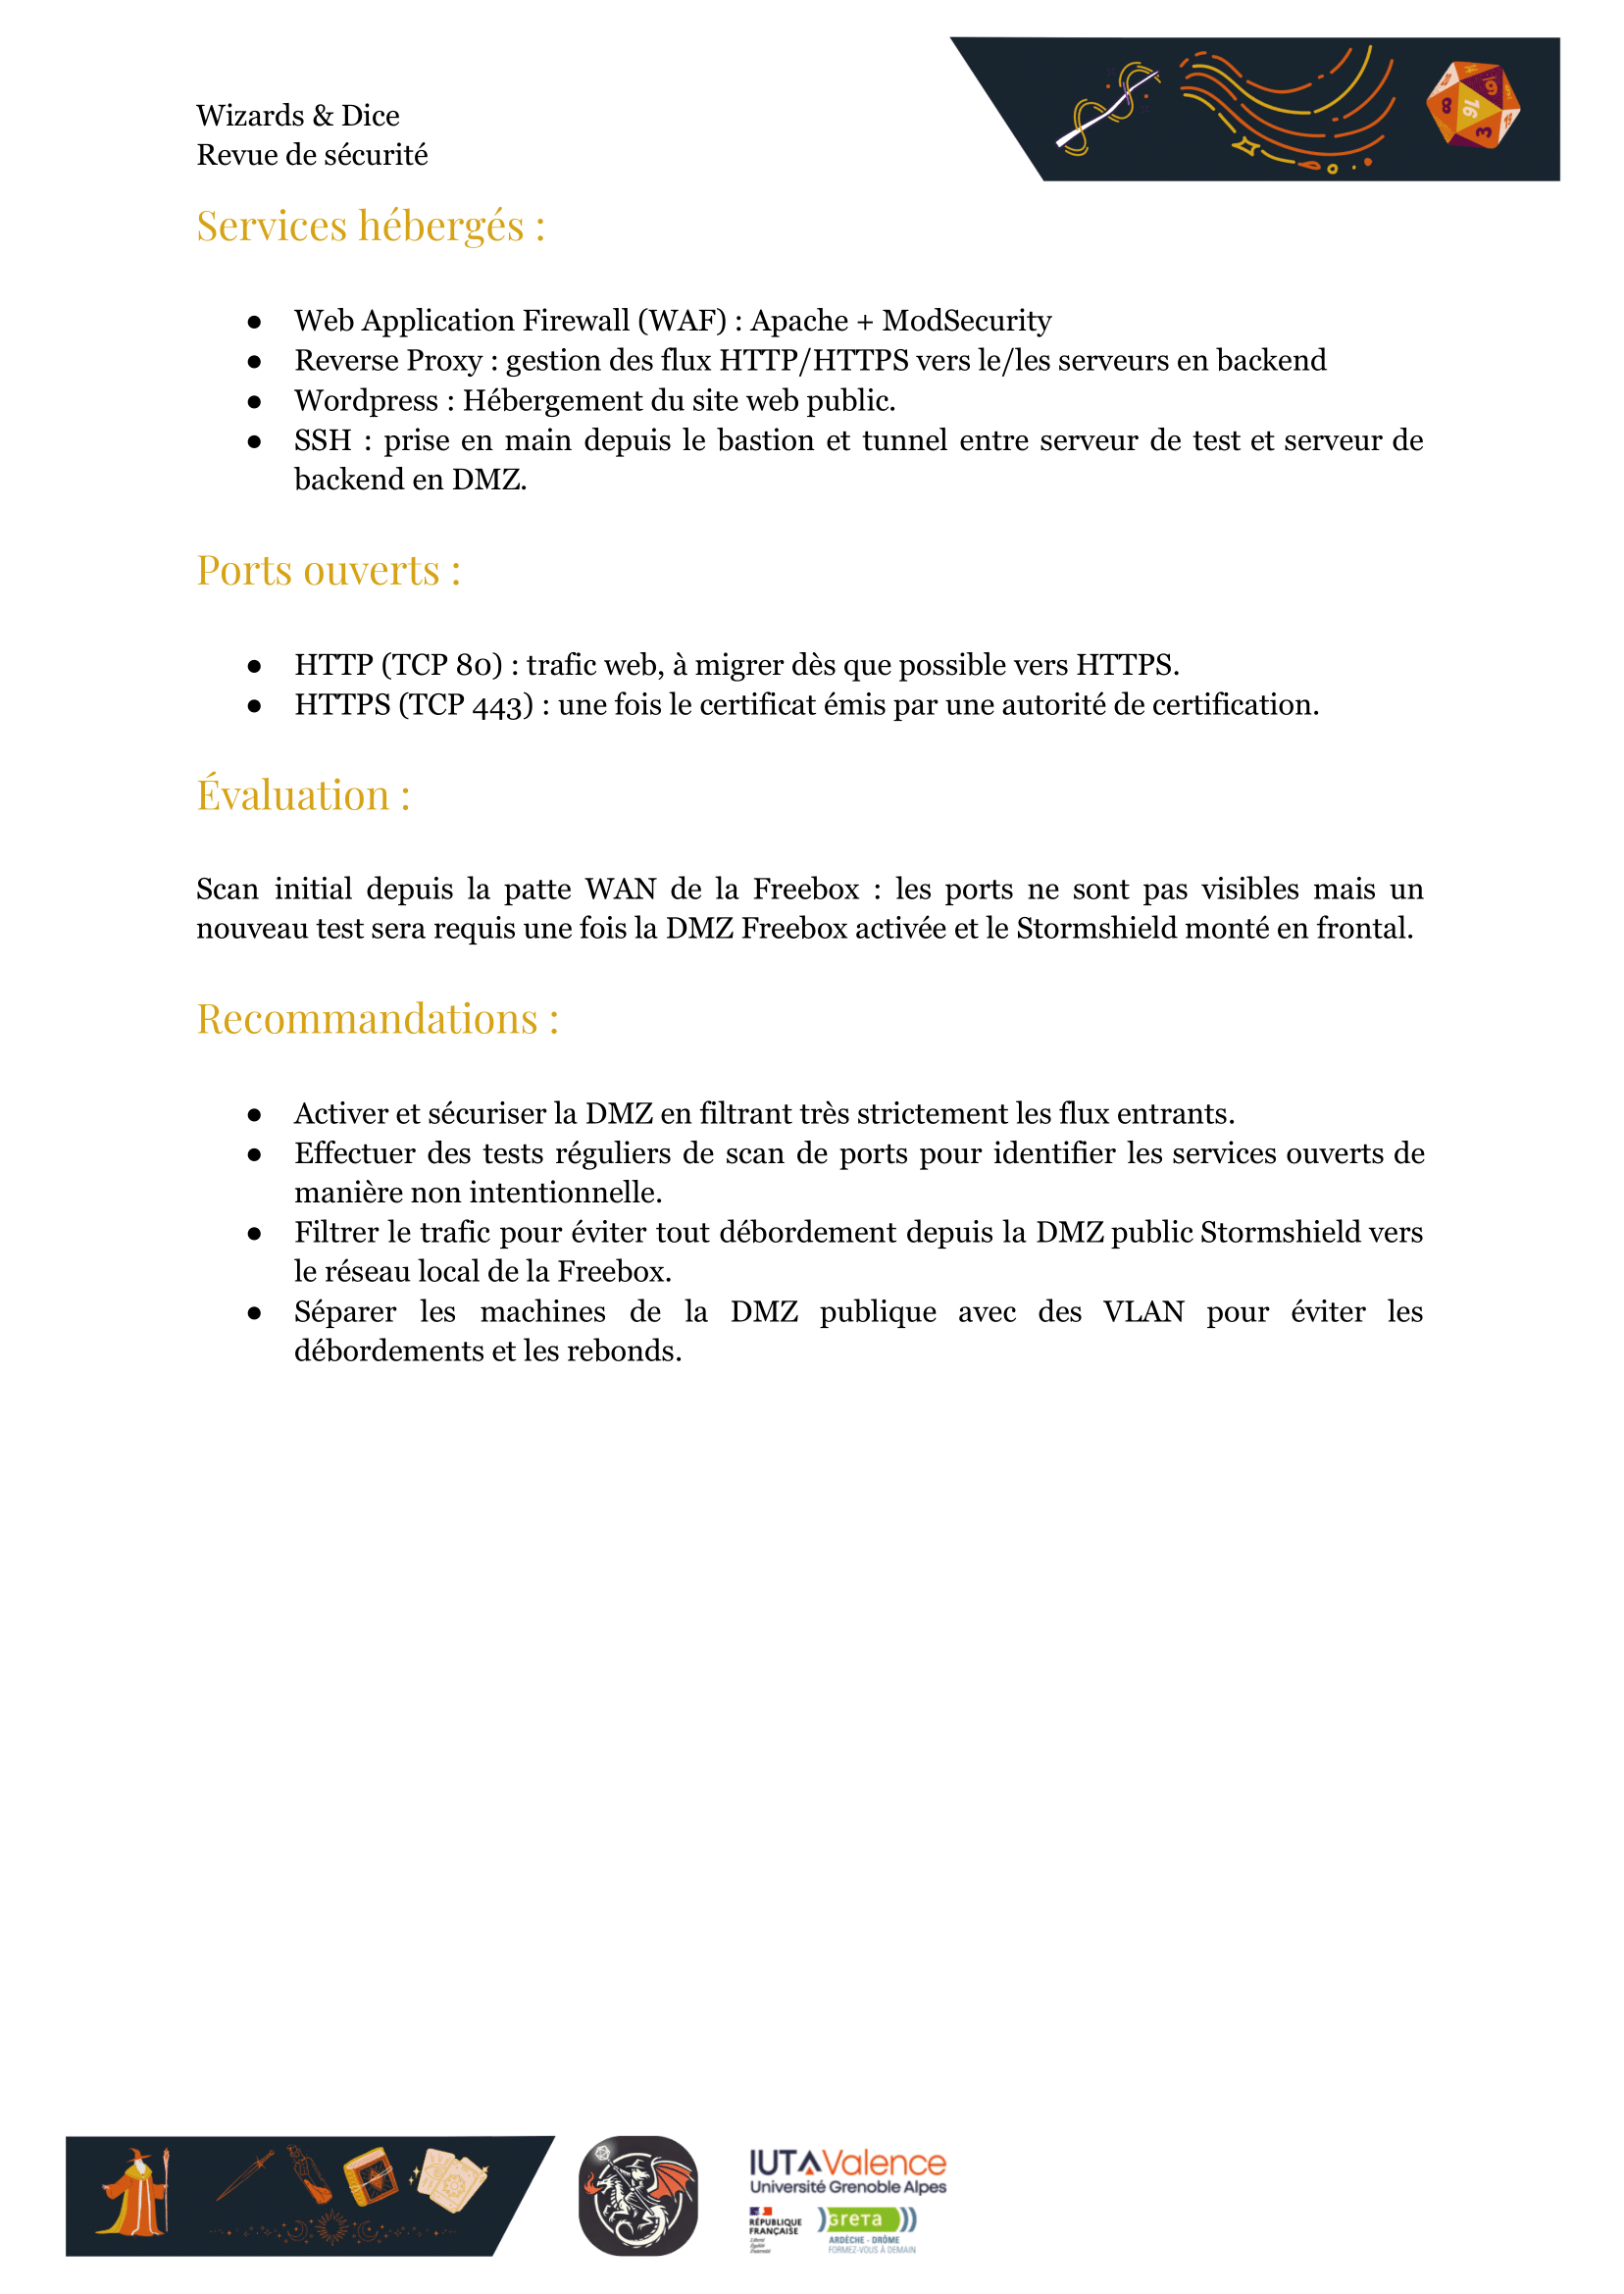 Wizards & Dice
Revue de sécurité
Services hébergés :
● Web Application Firewall (WAF) : Apache + ModSecurity
● Reverse Proxy : gestion des flux HTTP/HTTPS vers le/les serveurs en backend
● Wordpress : Hébergement du site web public.
● SSH : prise en main depuis le bastion et tunnel entre serveur de test et serveur de
backend en DMZ.
Ports ouverts :
● HTTP (TCP 80) : trafic web, à migrer dès que possible vers HTTPS.
● HTTPS (TCP 443) : une fois le certificat émis par une autorité de certification.
Évaluation :
Scan initial depuis la patte WAN de la Freebox : les ports ne sont pas visibles mais un
nouveau test sera requis une fois la DMZ Freebox activée et le Stormshield monté en frontal.
Recommandations :
● Activer et sécuriser la DMZ en filtrant très strictement les flux entrants.
● Effectuer des tests réguliers de scan de ports pour identifier les services ouverts de
manière non intentionnelle.
● Filtrer le trafic pour éviter tout débordement depuis la DMZ public Stormshield vers
le réseau local de la Freebox.
● Séparer les machines de la DMZ publique avec des VLAN pour éviter les
débordements et les rebonds.
8
16
3
IUT Valence
Université Grenoble Alpes
RÉPUBLIQUE
FRANÇAISE
Liberté
Égalité
Fraternité
GRETA
ARDÈCHE - DRÔME
FORMEZ-VOUS À DEMAIN